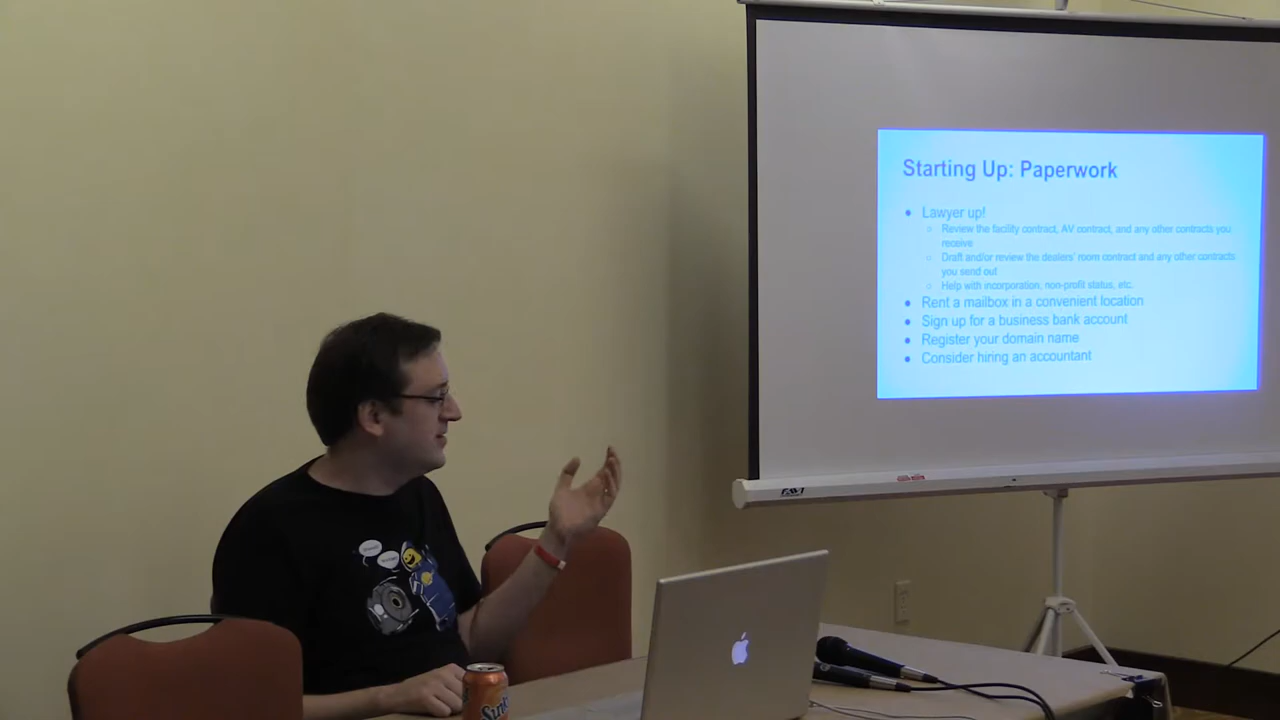 Starting Up: Paperwork
Lawyer up!
Review the facility contract, AV contract, and any other contracts you
receive
Draft and/or review the dealers' room contract and any other contracts
you send out
Help with incorporation, non-profit status, etc.
Rent a mailbox in a convenient location
Sign up for a business bank account
Register your domain name
Consider hiring an accountant
FAVI